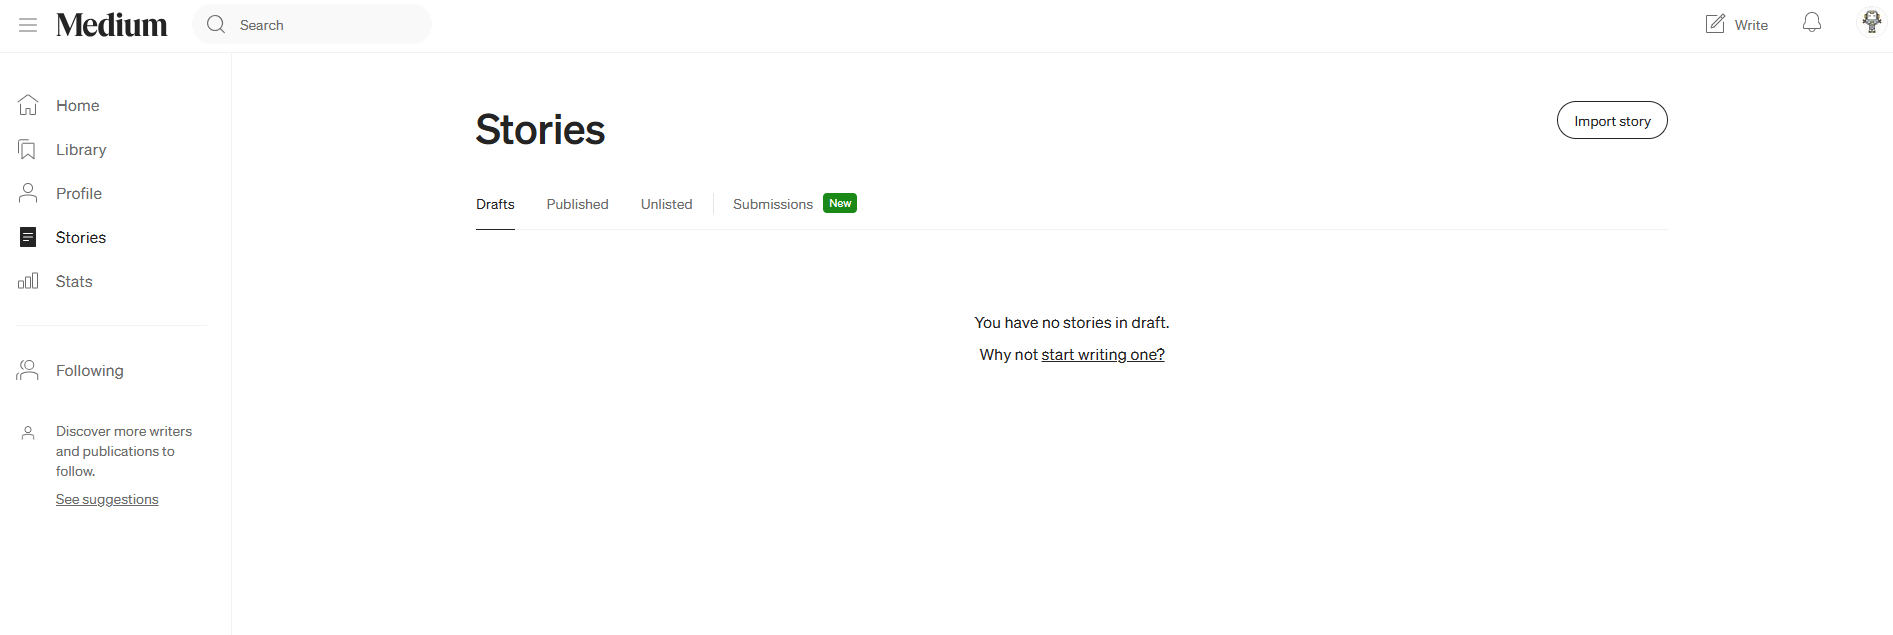 Medium
Search
Write
Home
Library
Profile
Stories
Stats
Following
Discover more writers
and publications to
follow.
See suggestions
Stories
Import story
Drafts
Published
Unlisted
Submissions
New
You have no stories in draft.
Why not start writing one?